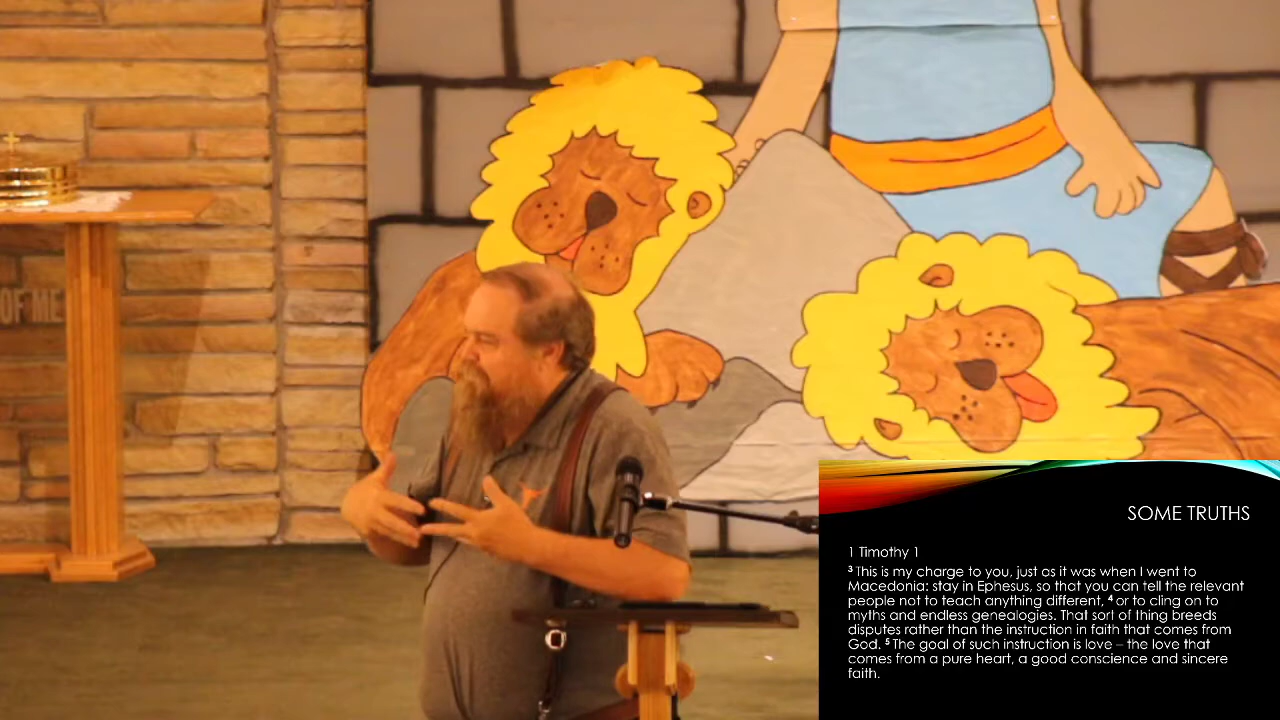 OF ME
SOME TRUTHS
1 Timothy 1
3 This is my charge to you, just as it was when I went to
Macedonia: stay in Ephesus, so that you can tell the relevant
people not to teach anything different, 4 or to cling on to
myths and endless genealogies. That sort of thing breeds
disputes rather than the instruction in faith that comes from
God. 5 The goal of such instruction is love – the love that
comes from a pure heart, a good conscience and sincere
faith.